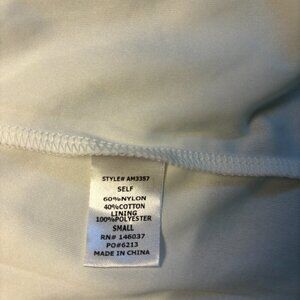 STYLE# AM3357
SELF
60%NYLON
40%COTTON
LINING
100%POLYESTER
SMALL
RN# 146037
PO#6213
MADE IN CHINA